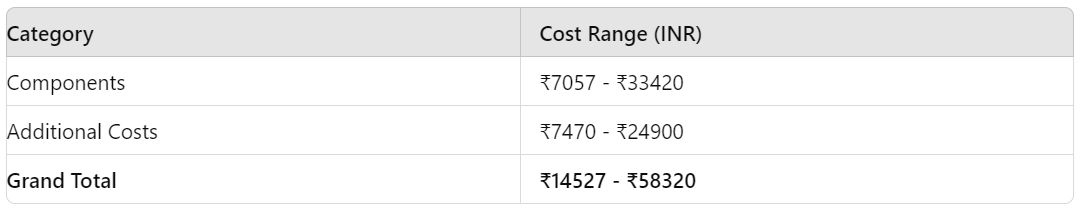 Category Cost Range (INR)
Components ₹7057 - ₹33420
Additional Costs ₹7470 - ₹24900
Grand Total ₹14527 - ₹58320